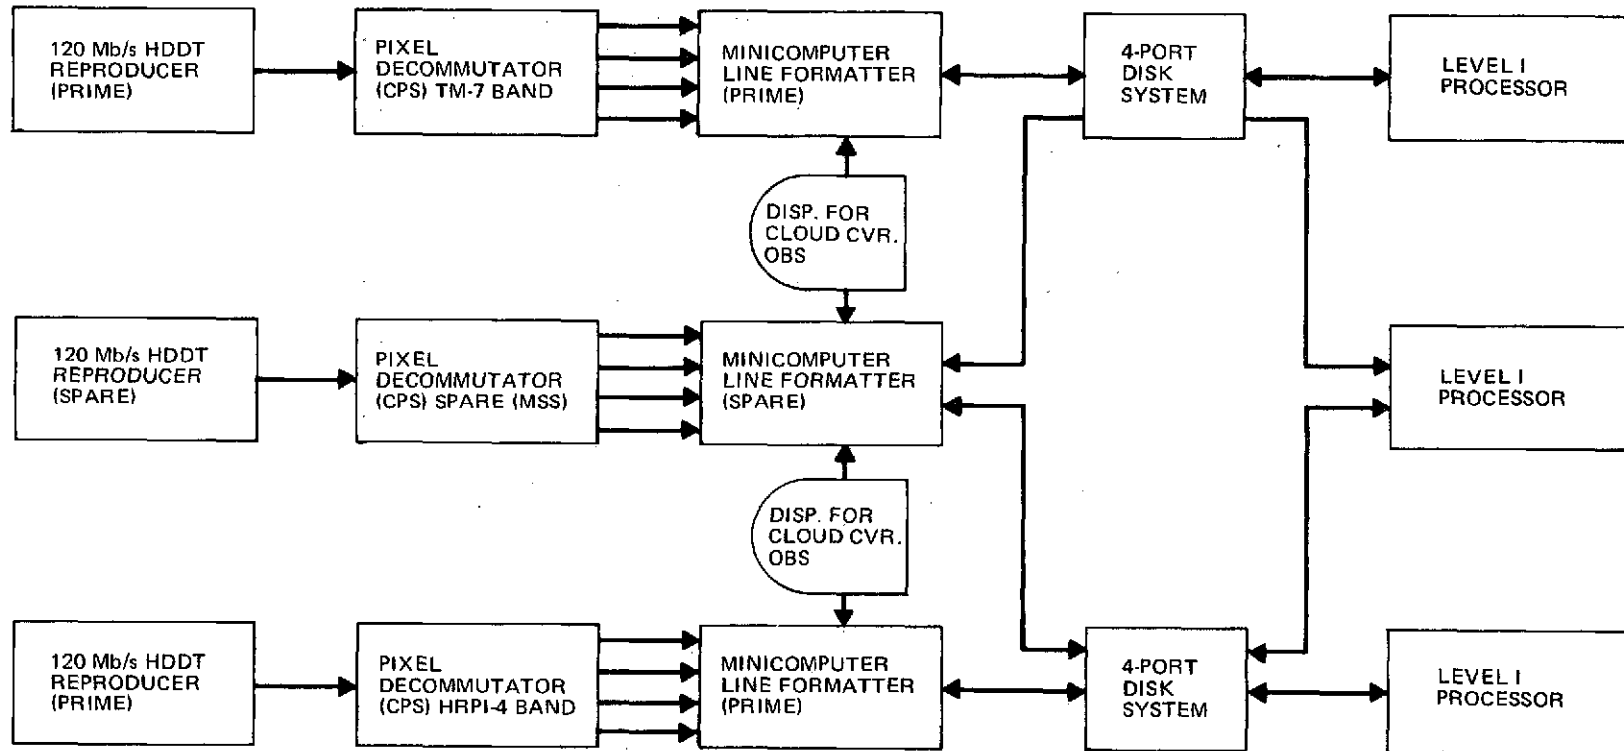 120 Mb/s HDDT
REPRODUCER
(PRIME)
PIXEL
DECOMMUTATOR
(CPS) TM-7 BAND
MINICOMPUTER
LINE FORMATTER
(PRIME)
4-PORT
DISK
SYSTEM
LEVEL I
PROCESSOR
DISP. FOR
CLOUD CVR.
OBS
120 Mb/s HDDT
REPRODUCER
(SPARE)
PIXEL
DECOMMUTATOR
(CPS) SPARE (MSS)
MINICOMPUTER
LINE FORMATTER
(SPARE)
LEVEL I
PROCESSOR
DISP. FOR
CLOUD CVR.
OBS
120 Mb/s HDDT
REPRODUCER
(PRIME)
PIXEL
DECOMMUTATOR
(CPS) HRPI-4 BAND
MINICOMPUTER
LINE FORMATTER
(PRIME)
4-PORT
DISK
SYSTEM
LEVEL I
PROCESSOR